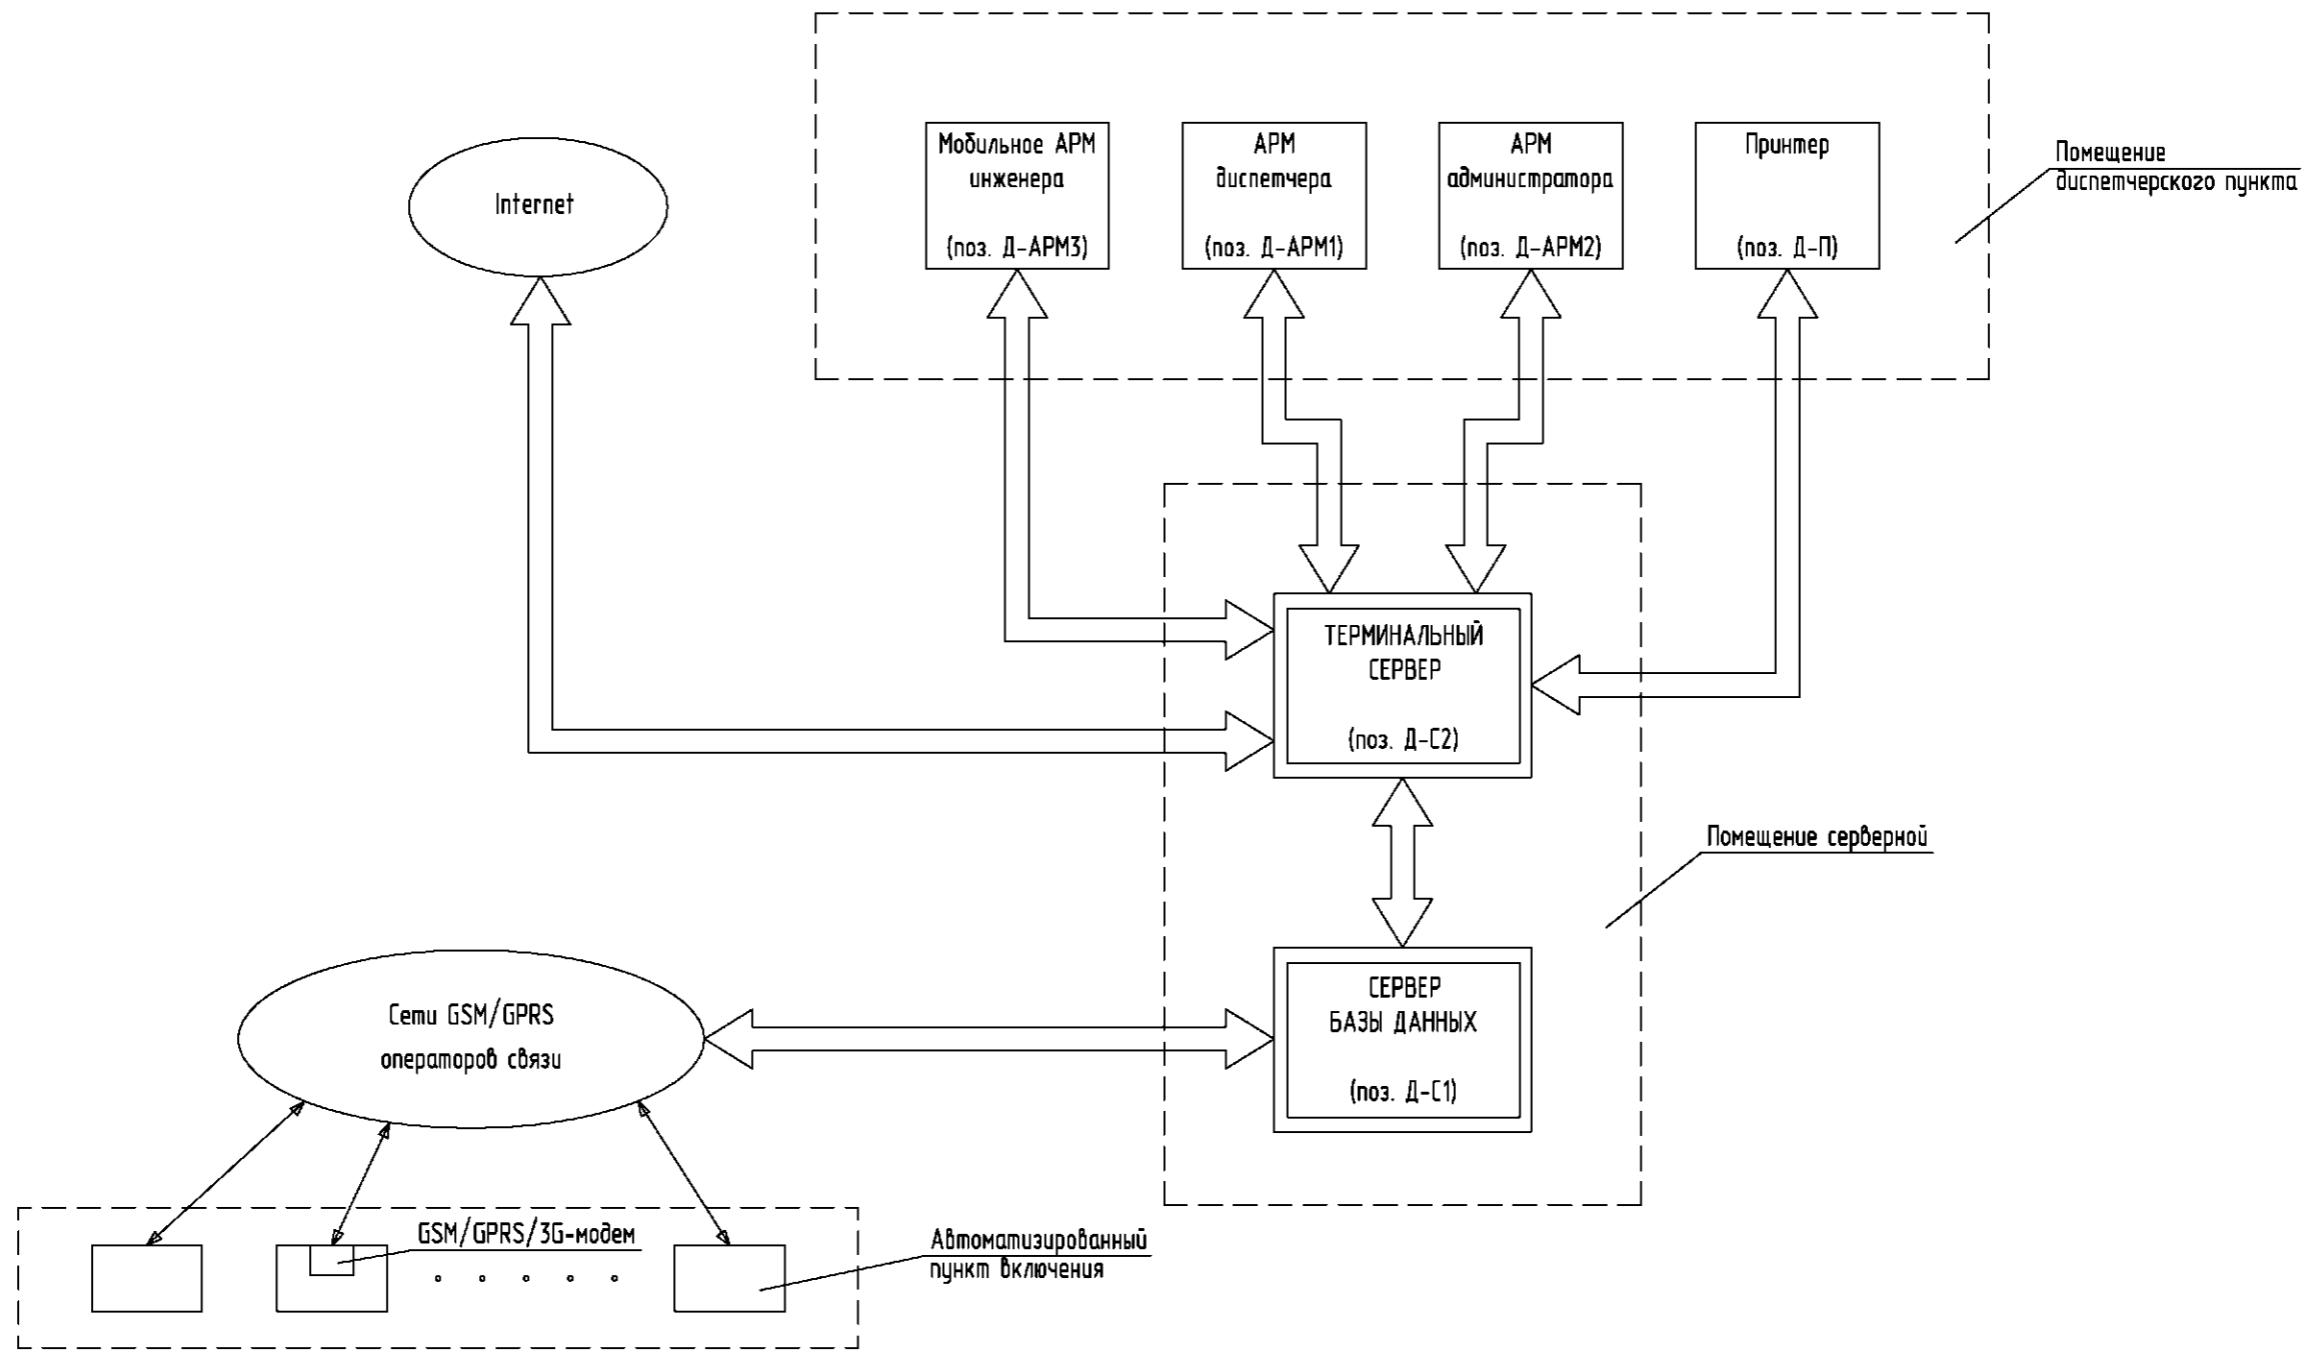 Мобильное АРМ
инженера
(поз. Д-АРМ3)
АРМ
диспетчера
(поз. Д-АРМ1)
АРМ
администратора
(поз. Д-АРМ2)
Принтер
(поз. Д-П)
Помещение
диспетчерского пункта
Internet
ТЕРМИНАЛЬНЫЙ
СЕРВЕР
(поз. Д-С2)
Помещение серверной
СЕРВЕР
БАЗЫ ДАННЫХ
(поз. Д-С1)
Сети GSM/GPRS
операторов связи
GSM/GPRS/3G-модем
Автоматизированный
пункт включения